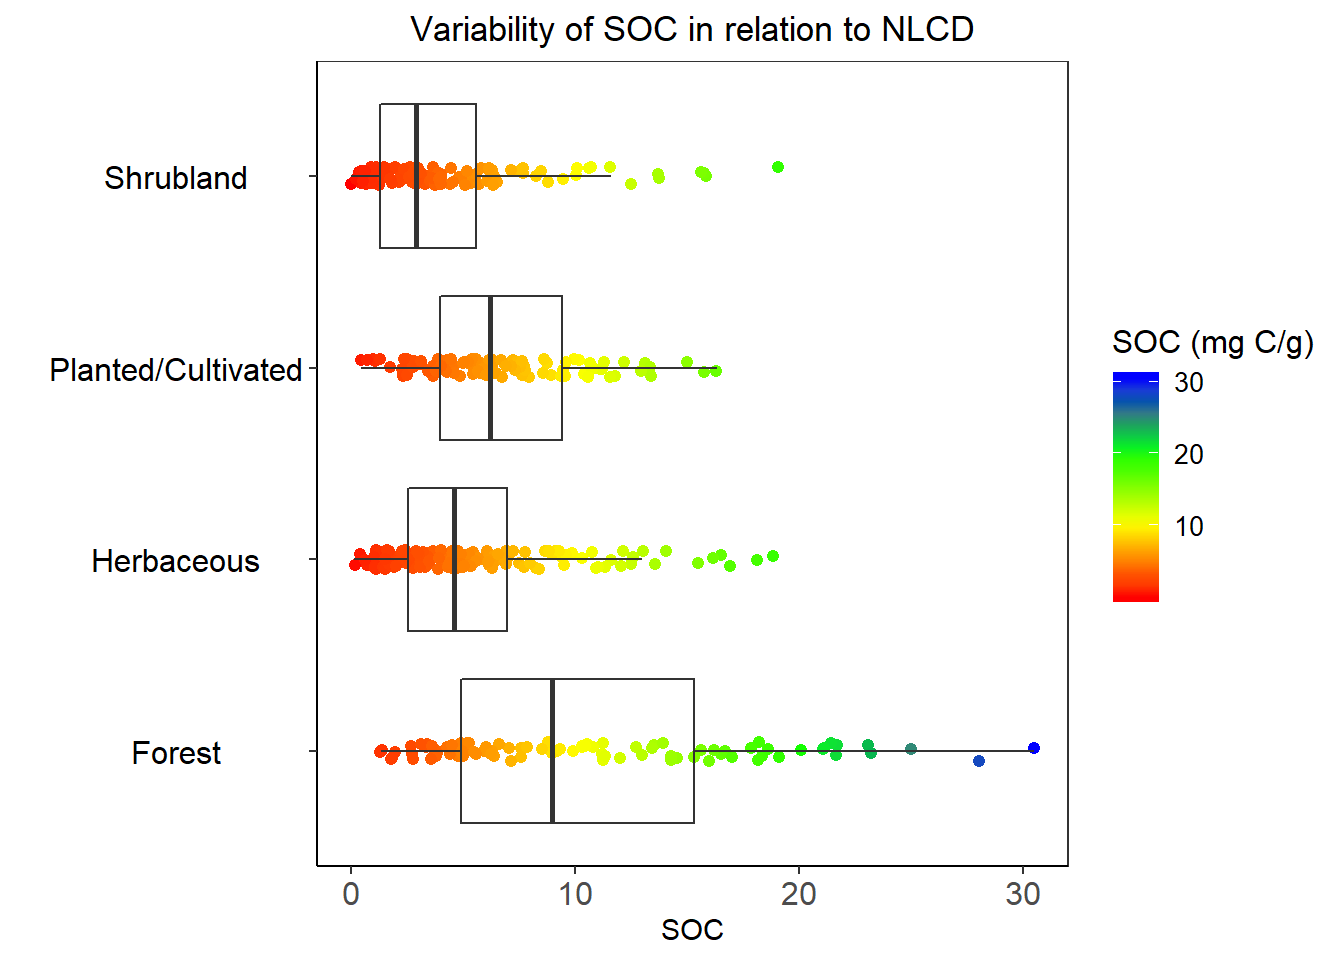 Variability of SOC in relation to NLCD
Shrubland
Planted/Cultivated
Herbaceous
Forest
0 10 20 30
SOC
SOC (mg C/g)
30
20
10